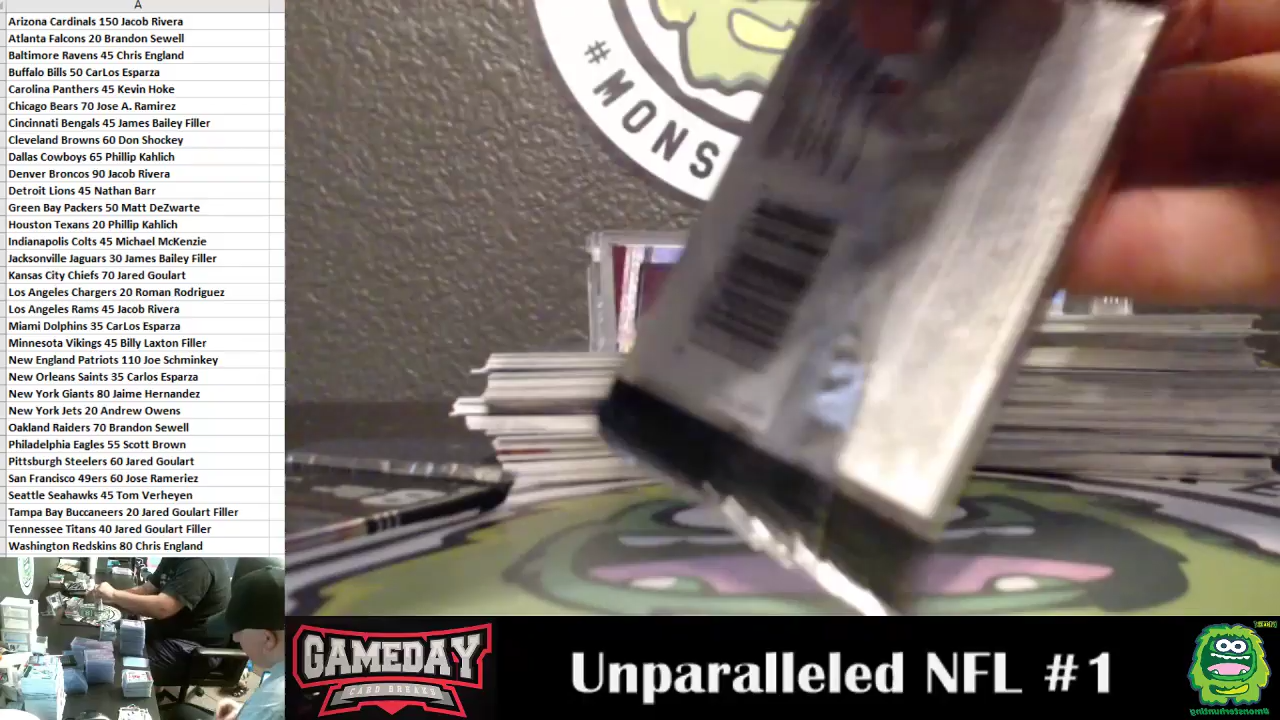 A
Arizona Cardinals 150 Jacob Rivera
Atlanta Falcons 20 Brandon Sewell
Baltimore Ravens 45 Chris England
Buffalo Bills 50 CarLos Esparza
Carolina Panthers 45 Kevin Hoke
Chicago Bears 70 Jose A. Ramirez
Cincinnati Bengals 45 James Bailey Filler
Cleveland Browns 60 Don Shockey
Dallas Cowboys 65 Phillip Kahlich
Denver Broncos 90 Jacob Rivera
Detroit Lions 45 Nathan Barr
Green Bay Packers 50 Matt DeZwarte
Houston Texans 20 Phillip Kahlich
Indianapolis Colts 45 Michael McKenzie
Jacksonville Jaguars 30 James Bailey Filler
Kansas City Chiefs 70 Jared Goulart
Los Angeles Chargers 20 Roman Rodriguez
Los Angeles Rams 45 Jacob Rivera
Miami Dolphins 35 CarLos Esparza
Minnesota Vikings 45 Billy Laxton Filler
New England Patriots 110 Joe Schminkey
New Orleans Saints 35 Carlos Esparza
New York Giants 80 Jaime Hernandez
New York Jets 20 Andrew Owens
Oakland Raiders 70 Brandon Sewell
Philadelphia Eagles 55 Scott Brown
Pittsburgh Steelers 60 Jared Goulart
San Francisco 49ers 60 Jose Rameriez
Seattle Seahawks 45 Tom Verheyen
Tampa Bay Buccaneers 20 Jared Goulart Filler
Tennessee Titans 40 Jared Goulart Filler
Washington Redskins 80 Chris England
#MONS
GAMEDAY
CARD BREAKS
Unparalleled NFL #1
#monsterhunting